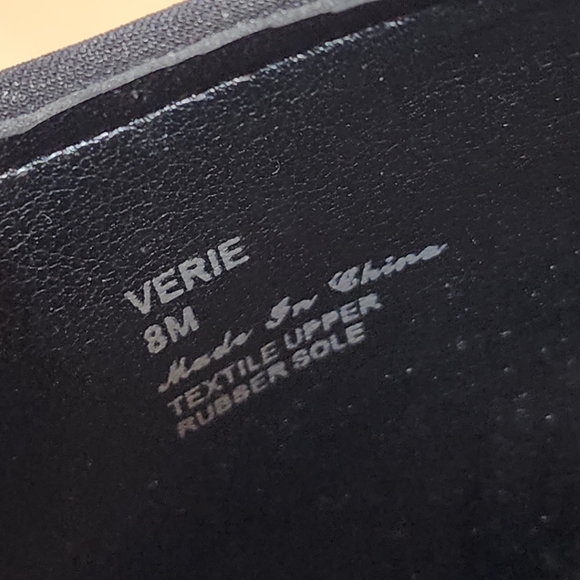 VERIE
8M
Made In China
TEXTILE UPPER
RUBBER SOLE